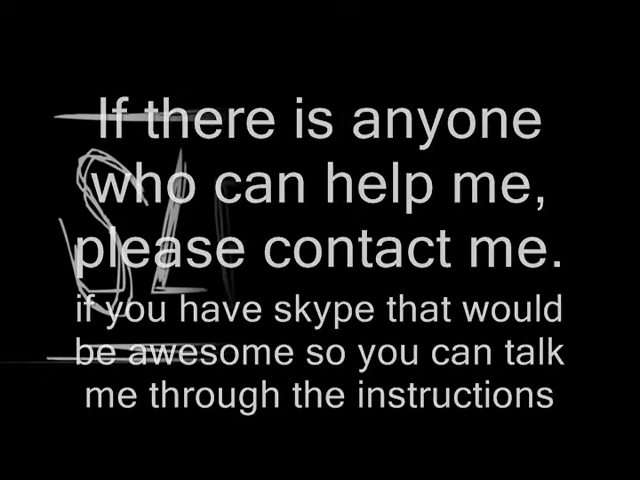 If there is anyone
who can help me,
please contact me.
if you have skype that would
be awesome so you can talk
me through the instructions